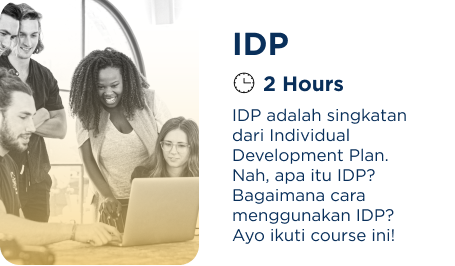 IDP
2 Hours
IDP adalah singkatan
dari Individual
Development Plan.
Nah, apa itu IDP?
Bagaimana cara
menggunakan IDP?
Ayo ikuti course ini!